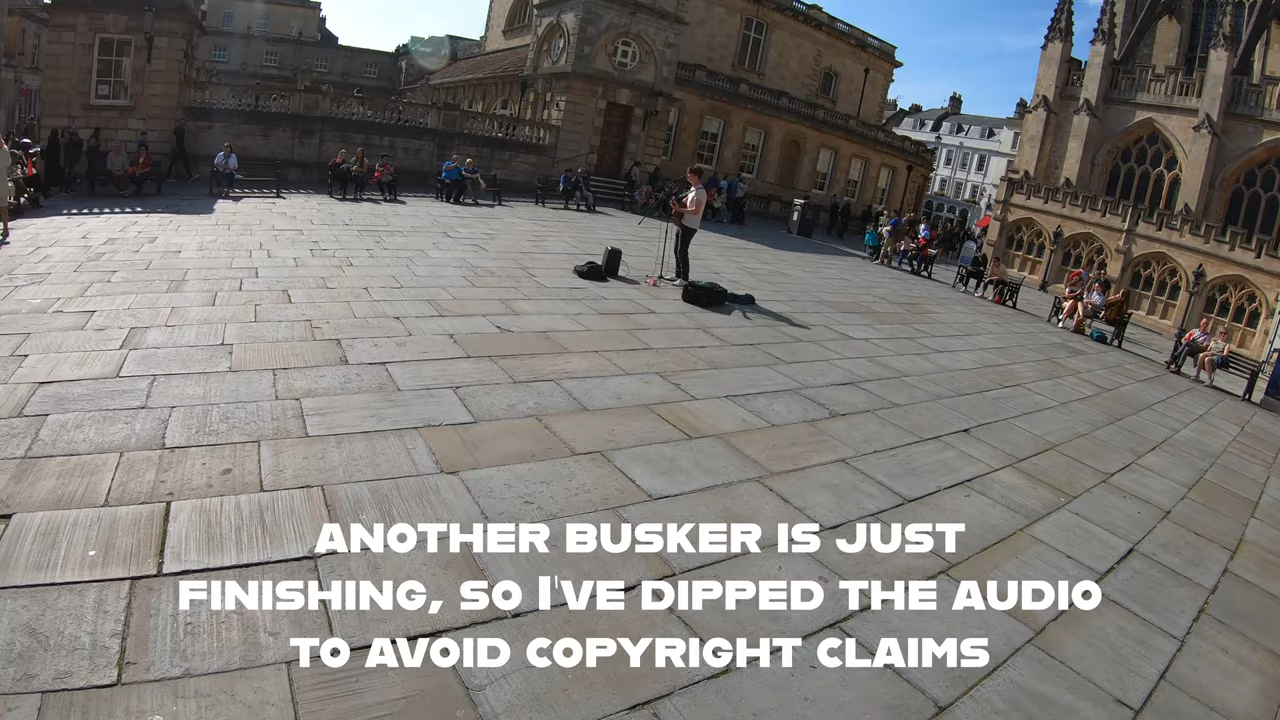 ANOTHER BUSKER IS JUST
FINISHING, SO I'VE DIPPED THE AUDIO
TO AVOID COPYRIGHT CLAIMS